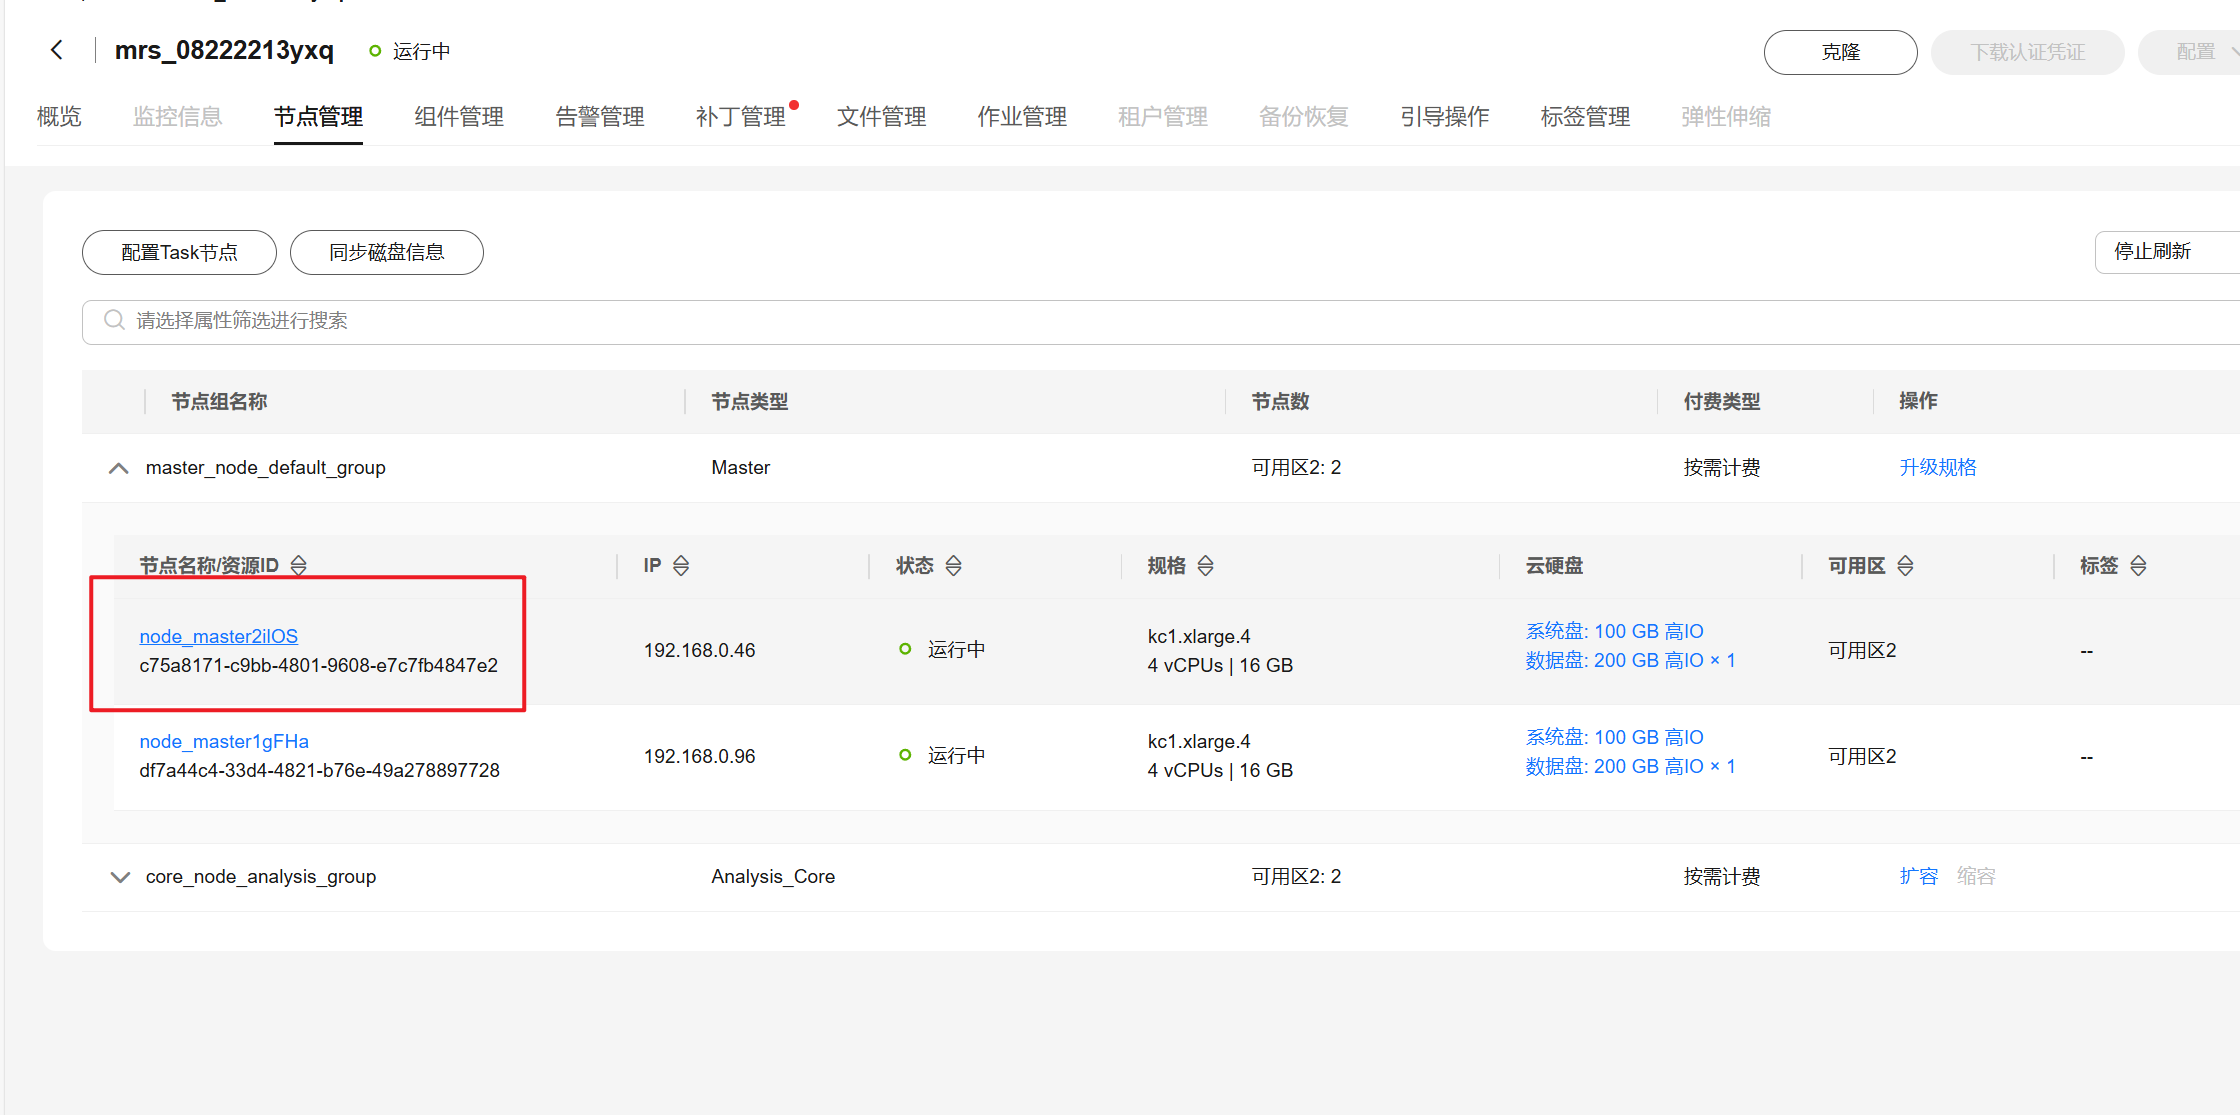 mrs_08222213yxq 运行中 克隆 下载认证凭证 配置
概览 监控信息 节点管理 组件管理 告警管理 补丁管理 文件管理 作业管理 租户管理 备份恢复 引导操作 标签管理 弹性伸缩
配置Task节点 同步磁盘信息 停止刷新
请选择属性筛选进行搜索
节点组名称 节点类型 节点数 付费类型 操作
master_node_default_group Master 可用区2: 2 按需计费 升级规格
节点名称/资源ID IP 状态 规格 云硬盘 可用区 标签
node_master2ilOS 192.168.0.46 运行中 kc1.xlarge.4 系统盘: 100 GB 高IO 可用区2 --
c75a8171-c9bb-4801-9608-e7c7fb4847e2 4 vCPUs | 16 GB 数据盘: 200 GB 高IO × 1
node_master1gFHa 192.168.0.96 运行中 kc1.xlarge.4 系统盘: 100 GB 高IO 可用区2 --
df7a44c4-33d4-4821-b76e-49a278897728 4 vCPUs | 16 GB 数据盘: 200 GB 高IO × 1
core_node_analysis_group Analysis_Core 可用区2: 2 按需计费 扩容 缩容